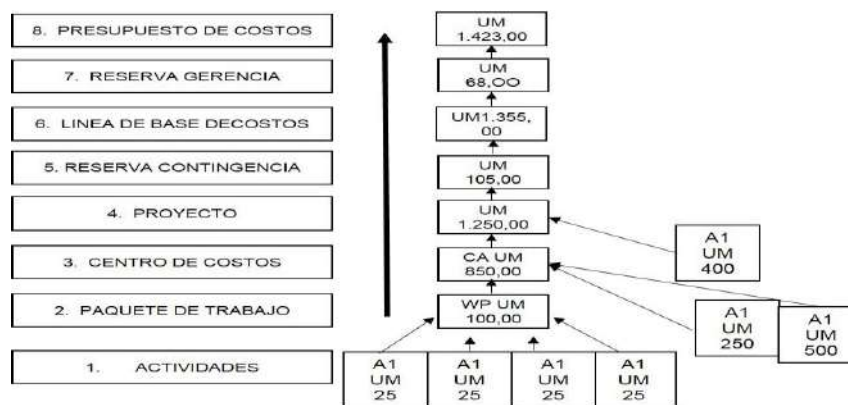 8. PRESUPUESTO DE COSTOS
UM
1.423,00
7. RESERVA GERENCIA
UM
68,OO
6. LINEA DE BASE DECOSTOS
UM1.355,
00
5. RESERVA CONTINGENCIA
UM
105,00
4. PROYECTO
UM
1.250,00
A1
UM
400
3. CENTRO DE COSTOS
CA UM
850,00
2. PAQUETE DE TRABAJO
WP UM
100,00
A1
UM
250
A1
UM
500
1. ACTIVIDADES
A1
UM
25
A1
UM
25
A1
UM
25
A1
UM
25